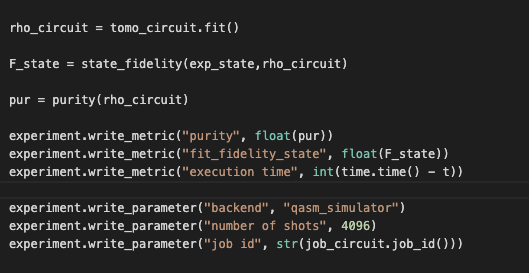 rho_circuit = tomo_circuit.fit()
F_state = state_fidelity(exp_state,rho_circuit)
pur = purity(rho_circuit)
experiment.write_metric("purity", float(pur))
experiment.write_metric("fit_fidelity_state", float(F_state))
experiment.write_metric("execution time", int(time.time() - t))
experiment.write_parameter("backend", "qasm_simulator")
experiment.write_parameter("number of shots", 4096)
experiment.write_parameter("job id", str(job_circuit.job_id()))